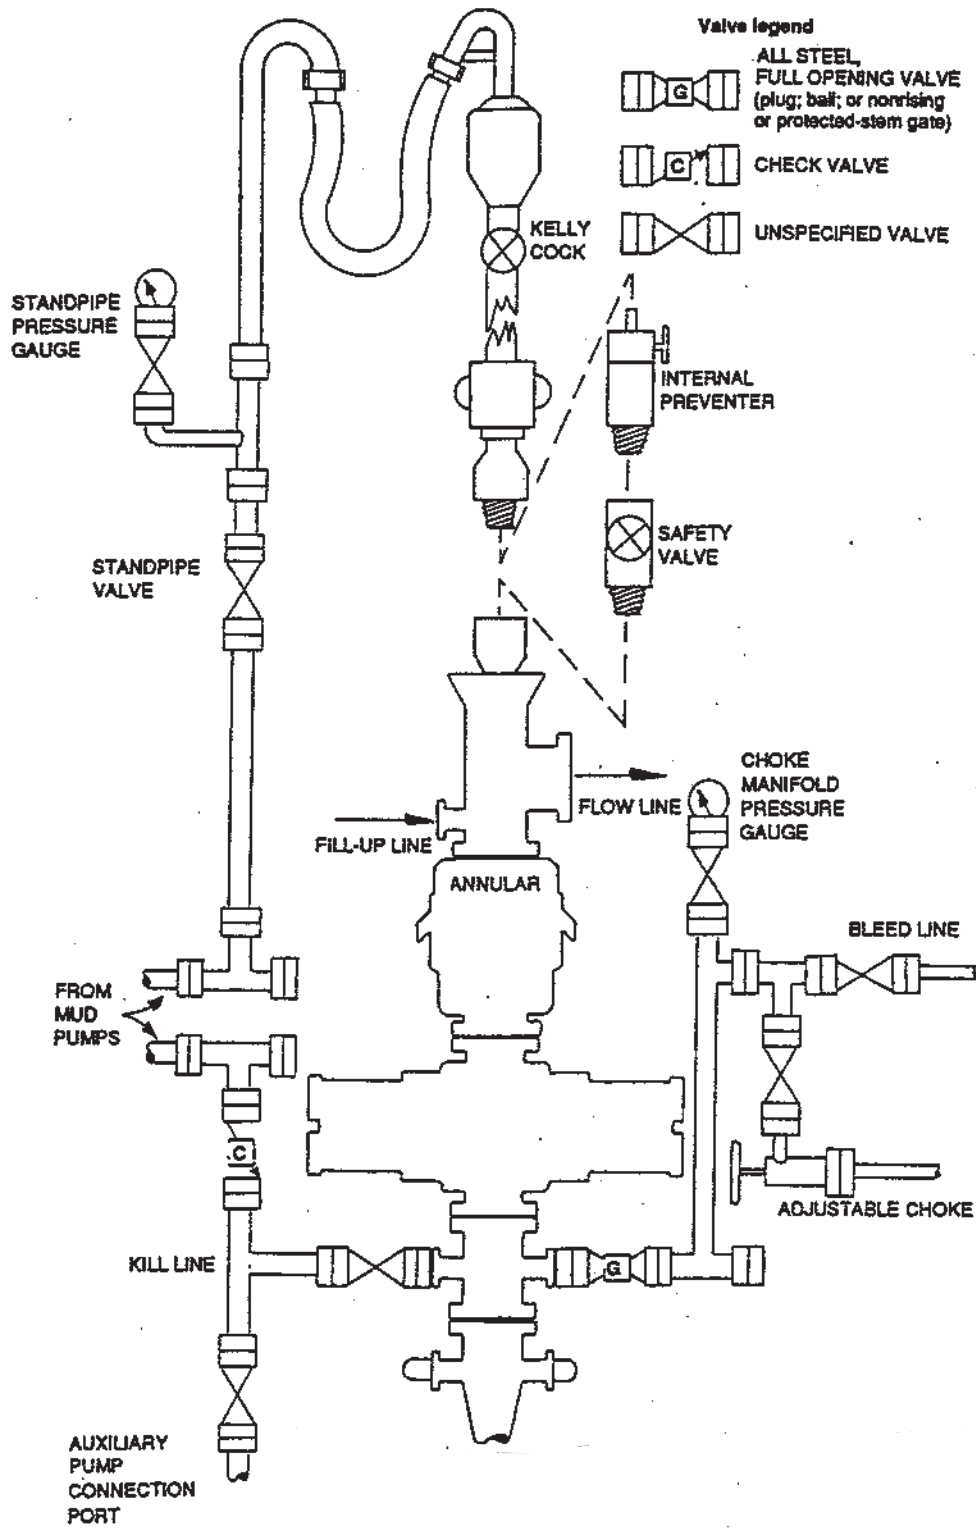 Valve legend
G
ALL STEEL,
FULL OPENING VALVE
(plug; ball; or nonrising
or protected-stem gate)
C
CHECK VALVE
UNSPECIFIED VALVE
KELLY
COCK
STANDPIPE
PRESSURE
GAUGE
INTERNAL
PREVENTER
SAFETY
VALVE
STANDPIPE
VALVE
CHOKE
MANIFOLD
PRESSURE
GAUGE
FLOW LINE
FILL-UP LINE
ANNULAR
BLEED LINE
FROM
MUD
PUMPS
C
ADJUSTABLE CHOKE
KILL LINE
G
AUXILIARY
PUMP
CONNECTION
PORT